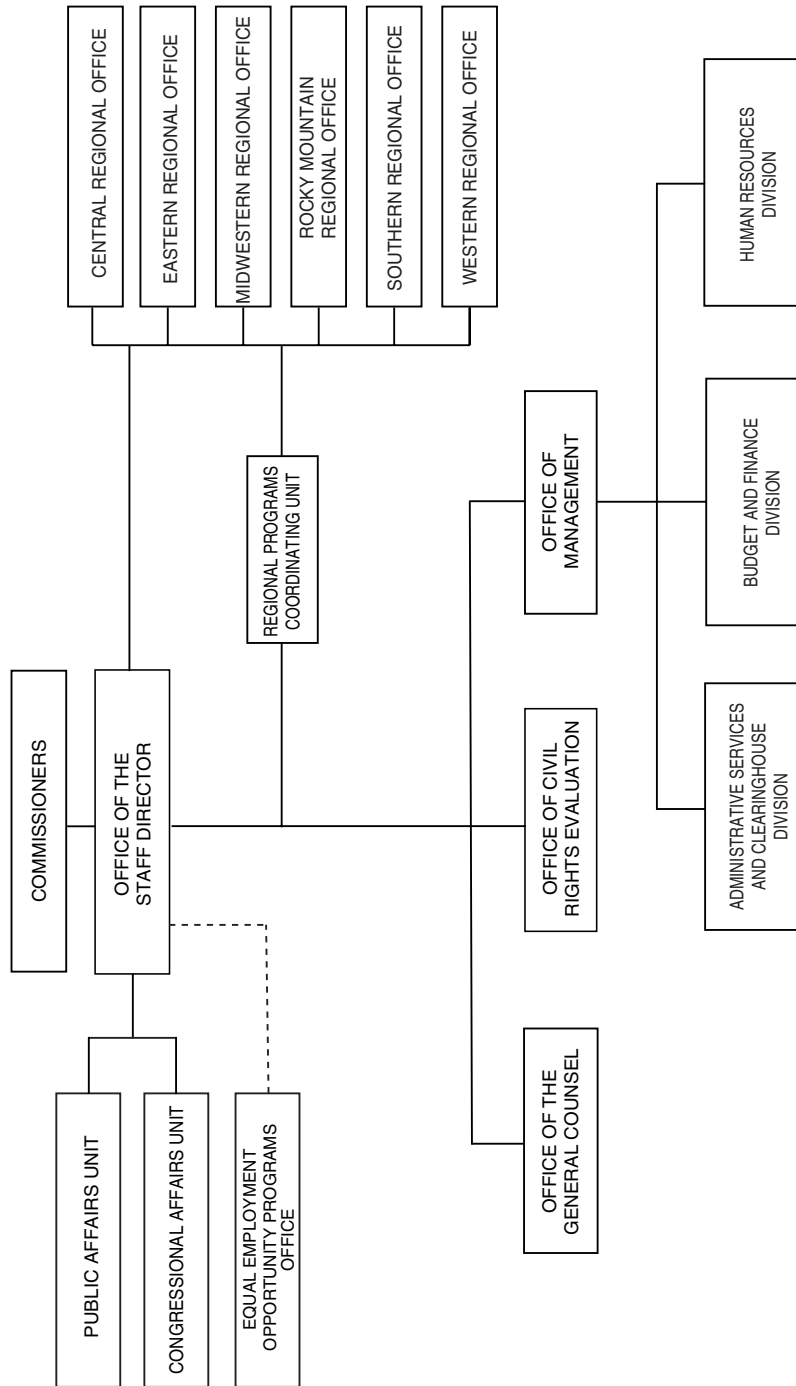 COMMISSIONERS
OFFICE OF THE
STAFF DIRECTOR
PUBLIC AFFAIRS UNIT
CONGRESSIONAL AFFAIRS UNIT
EQUAL EMPLOYMENT
OPPORTUNITY PROGRAMS
OFFICE
CENTRAL REGIONAL OFFICE
EASTERN REGIONAL OFFICE
MIDWESTERN REGIONAL OFFICE
ROCKY MOUNTAIN
REGIONAL OFFICE
SOUTHERN REGIONAL OFFICE
WESTERN REGIONAL OFFICE
REGIONAL PROGRAMS
COORDINATING UNIT
OFFICE OF THE
GENERAL COUNSEL
OFFICE OF CIVIL
RIGHTS EVALUATION
OFFICE OF
MANAGEMENT
ADMINISTRATIVE SERVICES
AND CLEARINGHOUSE
DIVISION
BUDGET AND FINANCE
DIVISION
HUMAN RESOURCES
DIVISION